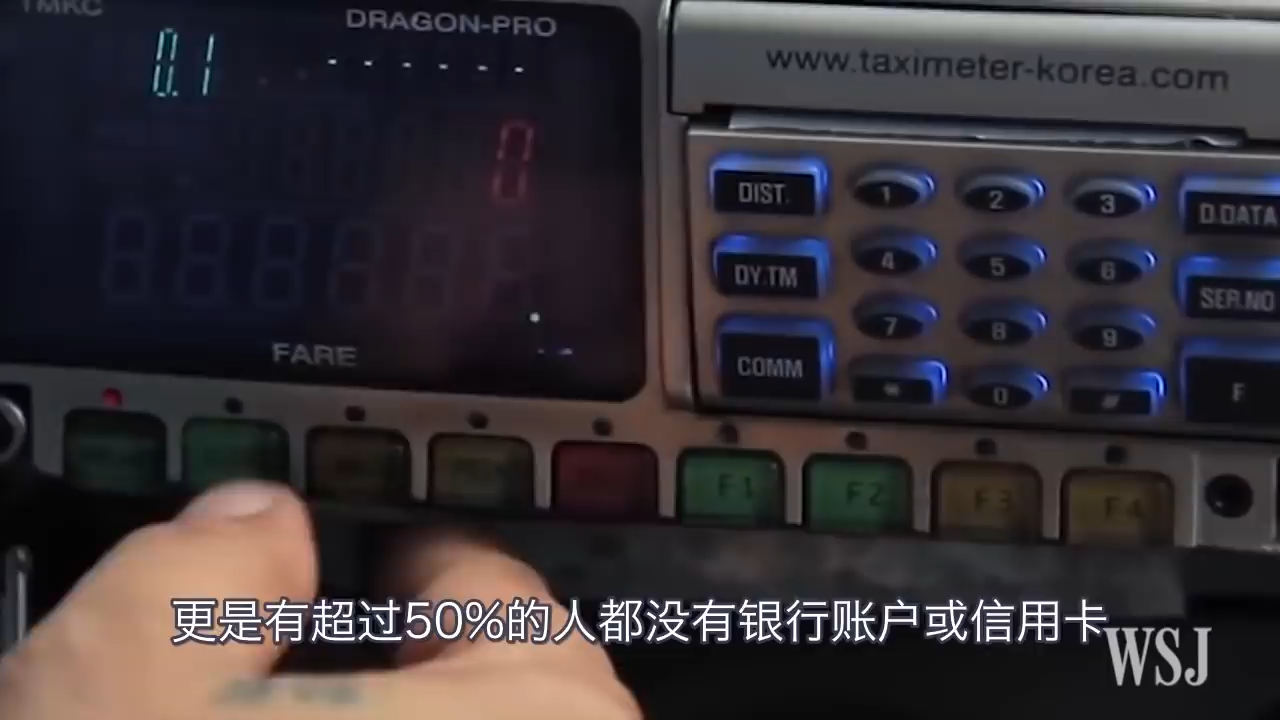 TMKC
DRAGON-PRO
0.1
0
FARE
www.taximeter-korea.com
DIST. 1 2 3 D.DATA
DY.TM 4 5 6 SER.NO
COMM 7 8 9 F
* 0 #
F1 F2 F3 F4
更是有超过50%的人都没有银行账户或信用卡
WSJ